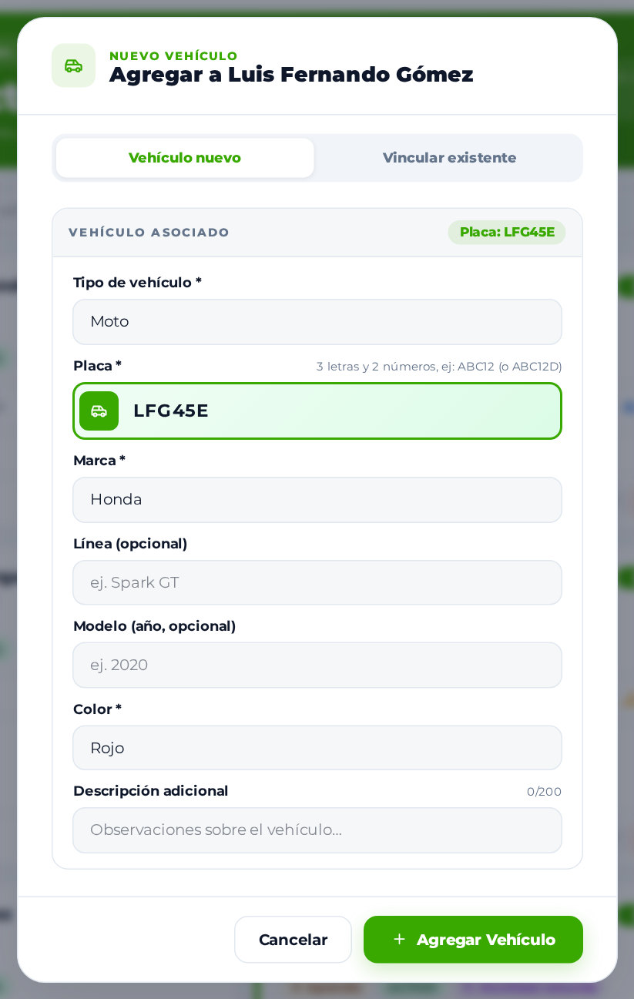 NUEVO VEHÍCULO
Agregar a Luis Fernando Gómez
Vehículo nuevo
Vincular existente
VEHÍCULO ASOCIADO
Placa: LFG45E
Tipo de vehículo *
Moto
Placa *
3 letras y 2 números, ej: ABC12 (o ABC12D)
LFG45E
Marca *
Honda
Línea (opcional)
ej. Spark GT
Modelo (año, opcional)
ej. 2020
Color *
Rojo
Descripción adicional
0/200
Observaciones sobre el vehículo...
Cancelar
+ Agregar Vehículo